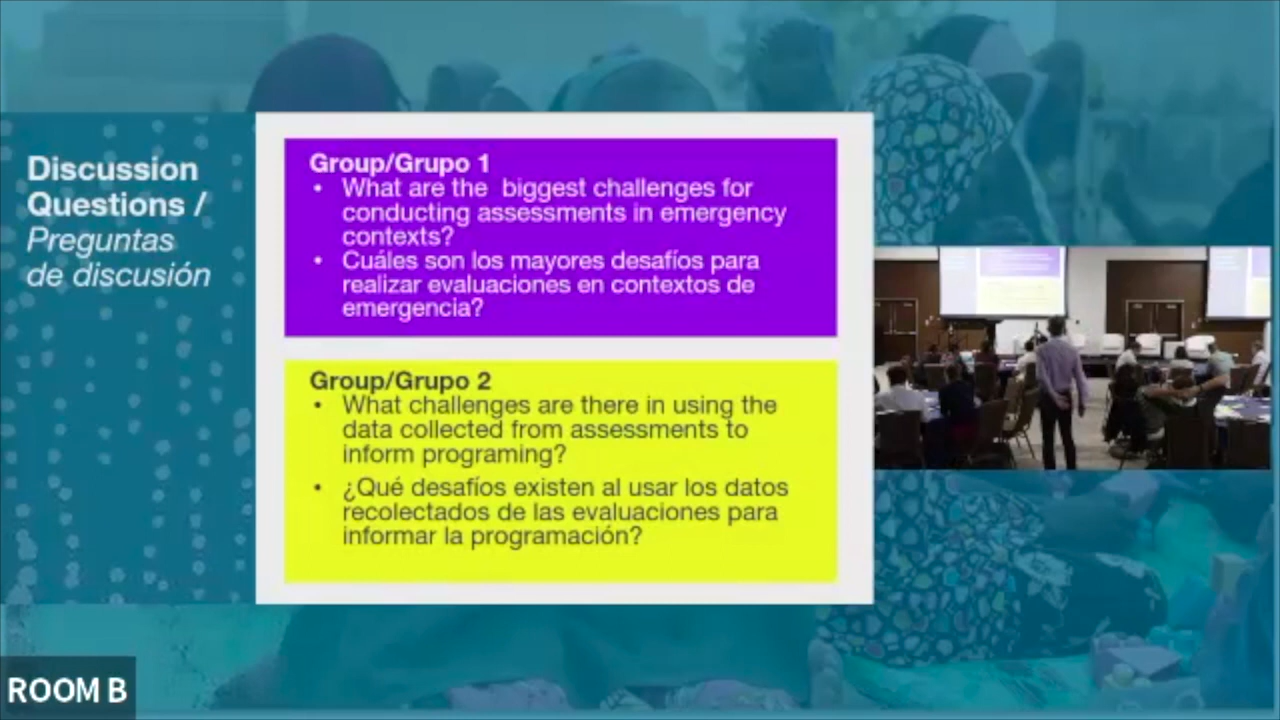 Discussion
Questions /
Preguntas
de discusión
Group/Grupo 1
• What are the  biggest challenges for
conducting assessments in emergency
contexts?
• Cuáles son los mayores desafíos para
realizar evaluaciones en contextos de
emergencia?
Group/Grupo 2
• What challenges are there in using the
data collected from assessments to
inform programing?
• ¿Qué desafíos existen al usar los datos
recolectados de las evaluaciones para
informar la programación?
ROOM B